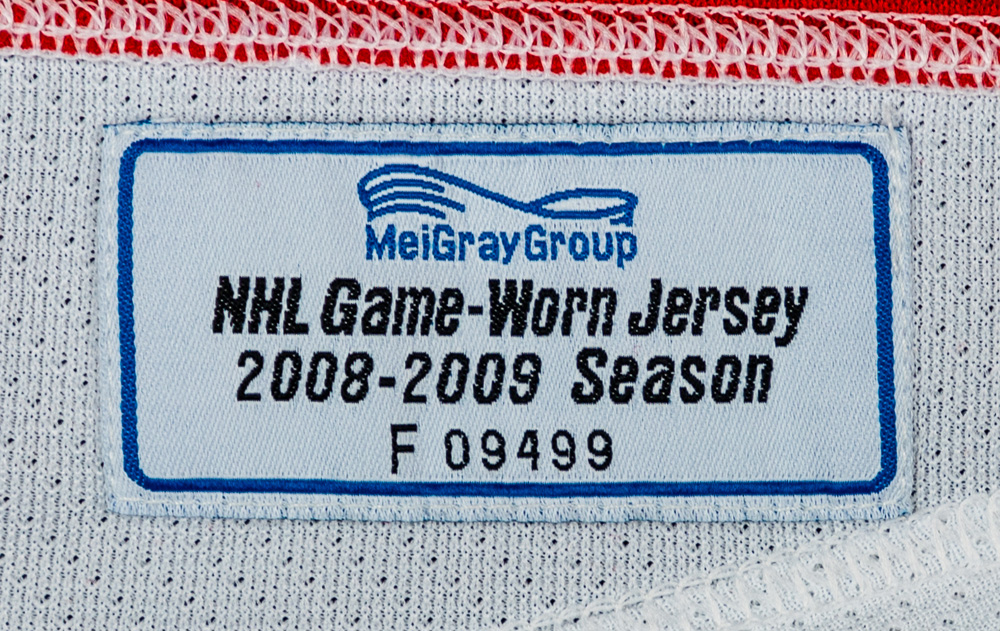 MeiGrayGroup
NHL Game-Worn Jersey
2008-2009 Season
F 09499